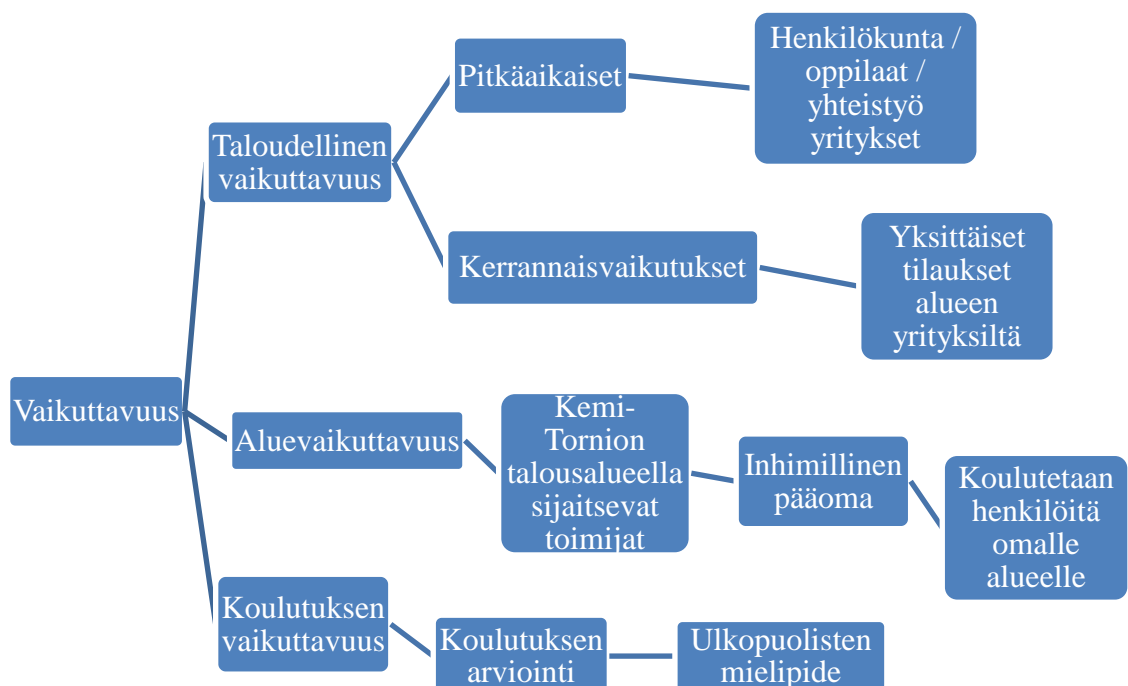 Vaikuttavuus
Taloudellinen
vaikuttavuus
Pitkäaikaiset
Henkilökunta /
oppilaat /
yhteistyö
yritykset
Kerrannaisvaikutukset
Yksittäiset
tilaukset
alueen
yrityksiltä
Aluevaikuttavuus
Kemi-
Tornion
talousalueella
sijaitsevat
toimijat
Inhimillinen
pääoma
Koulutetaan
henkilöitä
omalle
alueelle
Koulutuksen
vaikuttavuus
Koulutuksen
arviointi
Ulkopuolisten
mielipide